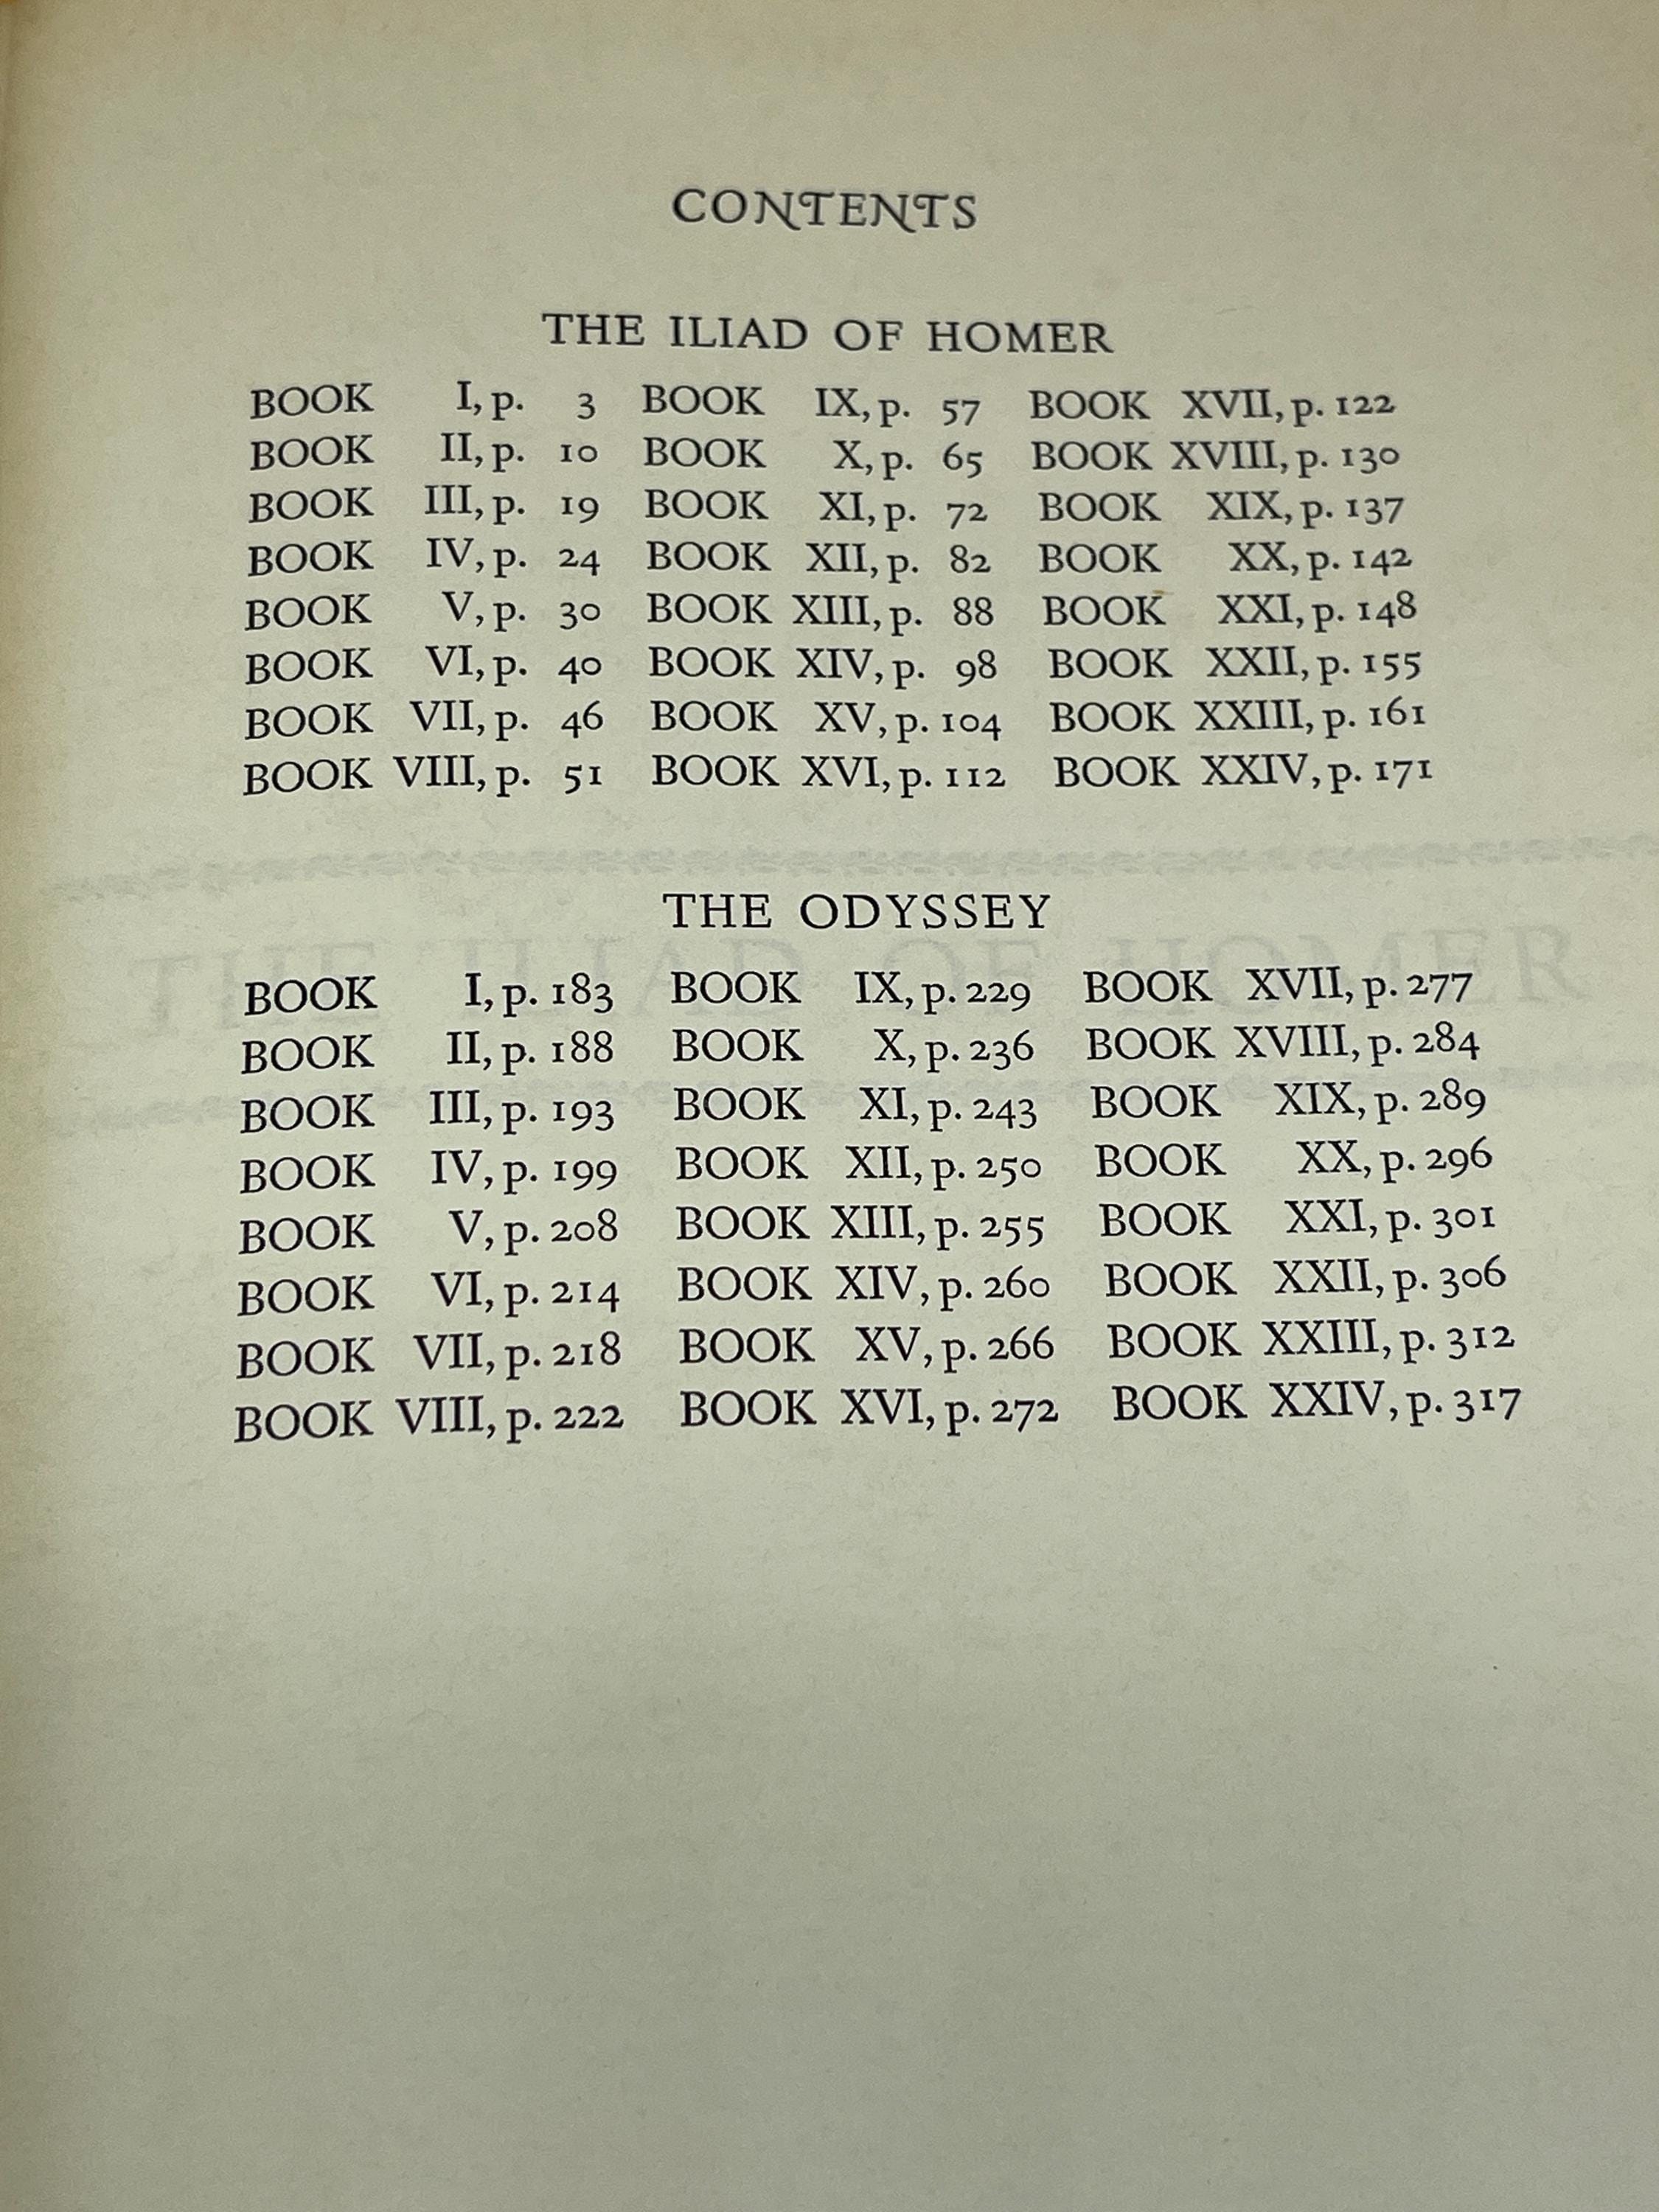 CONTENTS
THE ILIAD OF HOMER
BOOK I, p. 3 BOOK IX, p. 57 BOOK XVII, p. 122
BOOK II, p. 10 BOOK X, p. 65 BOOK XVIII, p. 130
BOOK III, p. 19 BOOK XI, p. 72 BOOK XIX, p. 137
BOOK IV, p. 24 BOOK XII, p. 82 BOOK XX, p. 142
BOOK V, p. 30 BOOK XIII, p. 88 BOOK XXI, p. 148
BOOK VI, p. 40 BOOK XIV, p. 98 BOOK XXII, p. 155
BOOK VII, p. 46 BOOK XV, p. 104 BOOK XXIII, p. 161
BOOK VIII, p. 51 BOOK XVI, p. 112 BOOK XXIV, p. 171
THE ODYSSEY
THE ILIAD OF HOMER
BOOK I, p. 183 BOOK IX, p. 229 BOOK XVII, p. 277
BOOK II, p. 188 BOOK X, p. 236 BOOK XVIII, p. 284
BOOK III, p. 193 BOOK XI, p. 243 BOOK XIX, p. 289
BOOK IV, p. 199 BOOK XII, p. 250 BOOK XX, p. 296
BOOK V, p. 208 BOOK XIII, p. 255 BOOK XXI, p. 301
BOOK VI, p. 214 BOOK XIV, p. 260 BOOK XXII, p. 306
BOOK VII, p. 218 BOOK XV, p. 266 BOOK XXIII, p. 312
BOOK VIII, p. 222 BOOK XVI, p. 272 BOOK XXIV, p. 317